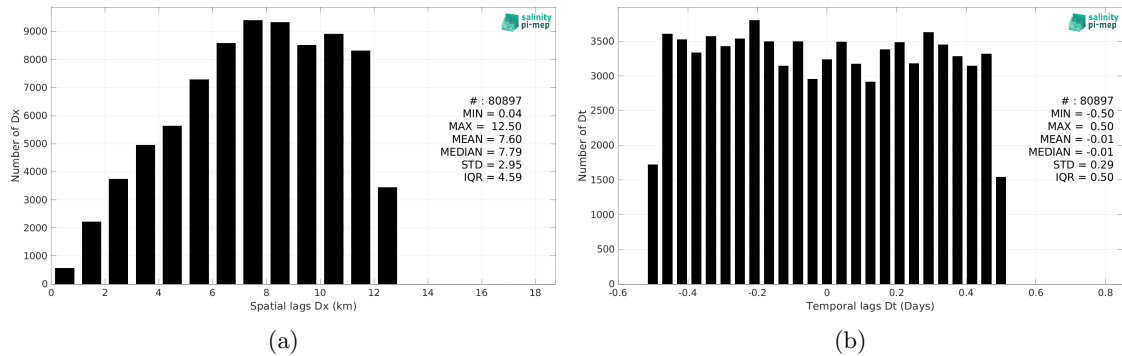 9000
8000
7000
6000
5000
4000
3000
2000
1000
0
Number of Dx
salinity
pi-mep
# : 80897
MIN = 0.04
MAX = 12.50
MEAN = 7.60
MEDIAN = 7.79
STD = 2.95
IQR = 4.59
0 2 4 6 8 10 12 14 16 18
Spatial lags Dx (km)
(a)
3500
3000
2500
2000
1500
1000
500
0
Number of Dt
salinity
pi-mep
# : 80897
MIN = -0.50
MAX = 0.50
MEAN = -0.01
MEDIAN = -0.01
STD = 0.29
IQR = 0.50
-0.6 -0.4 -0.2 0 0.2 0.4 0.6 0.8
Temporal lags Dt (Days)
(b)